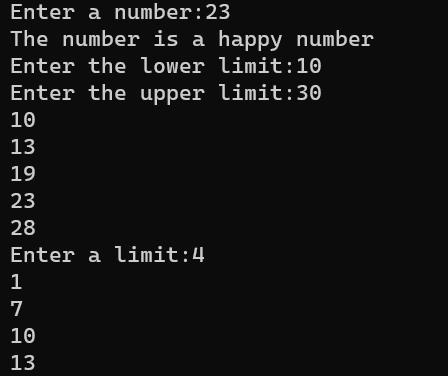 Enter a number:23
The number is a happy number
Enter the lower limit:10
Enter the upper limit:30
10
13
19
23
28
Enter a limit:4
1
7
10
13